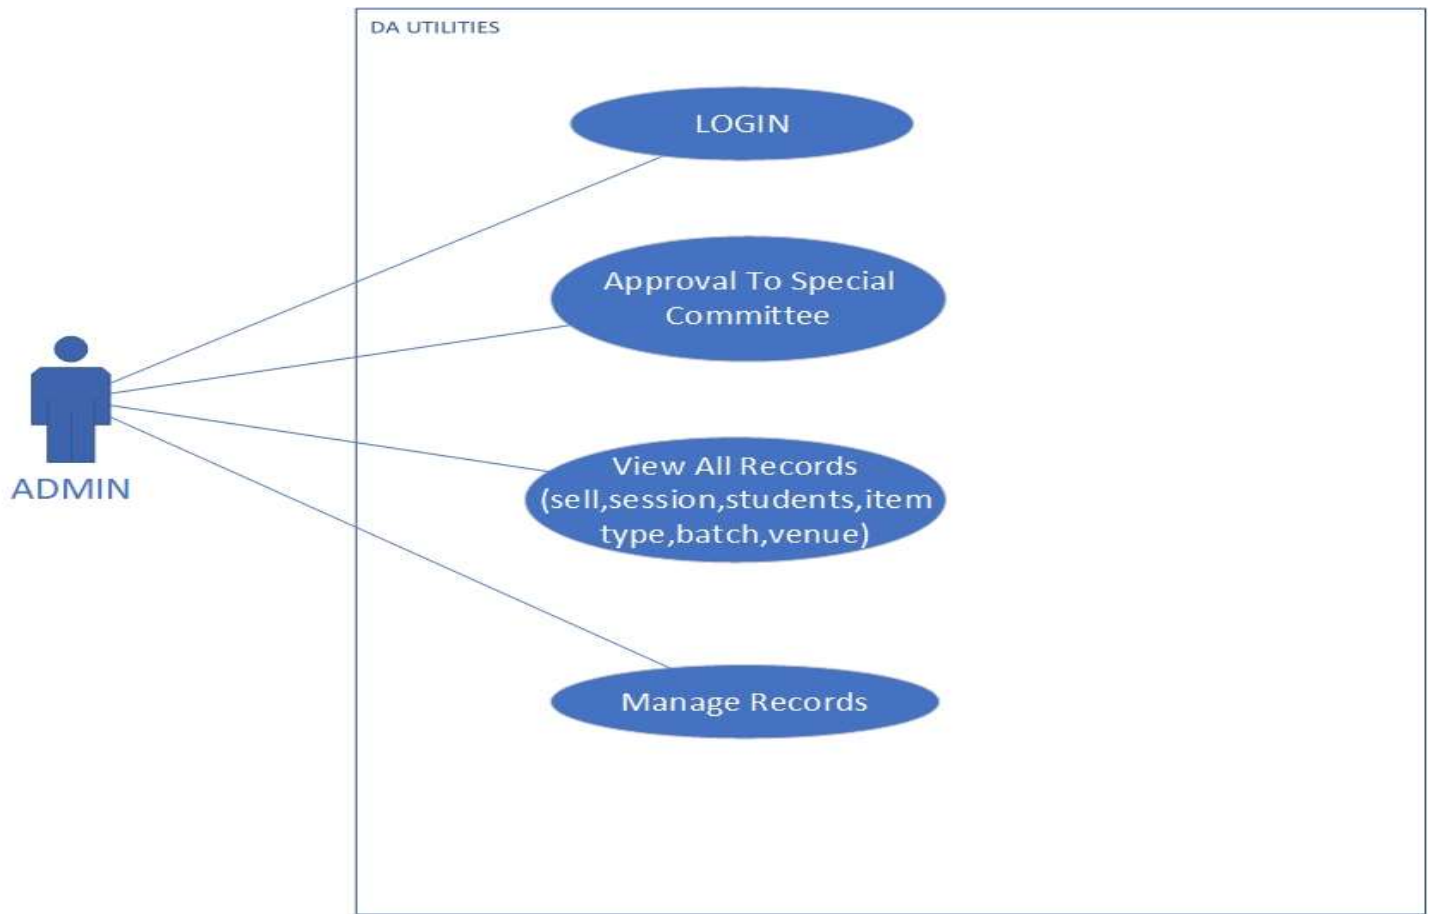 DA UTILITIES
LOGIN
Approval To Special
Committee
ADMIN
View All Records
(sell,session,students,item
type,batch,venue)
Manage Records